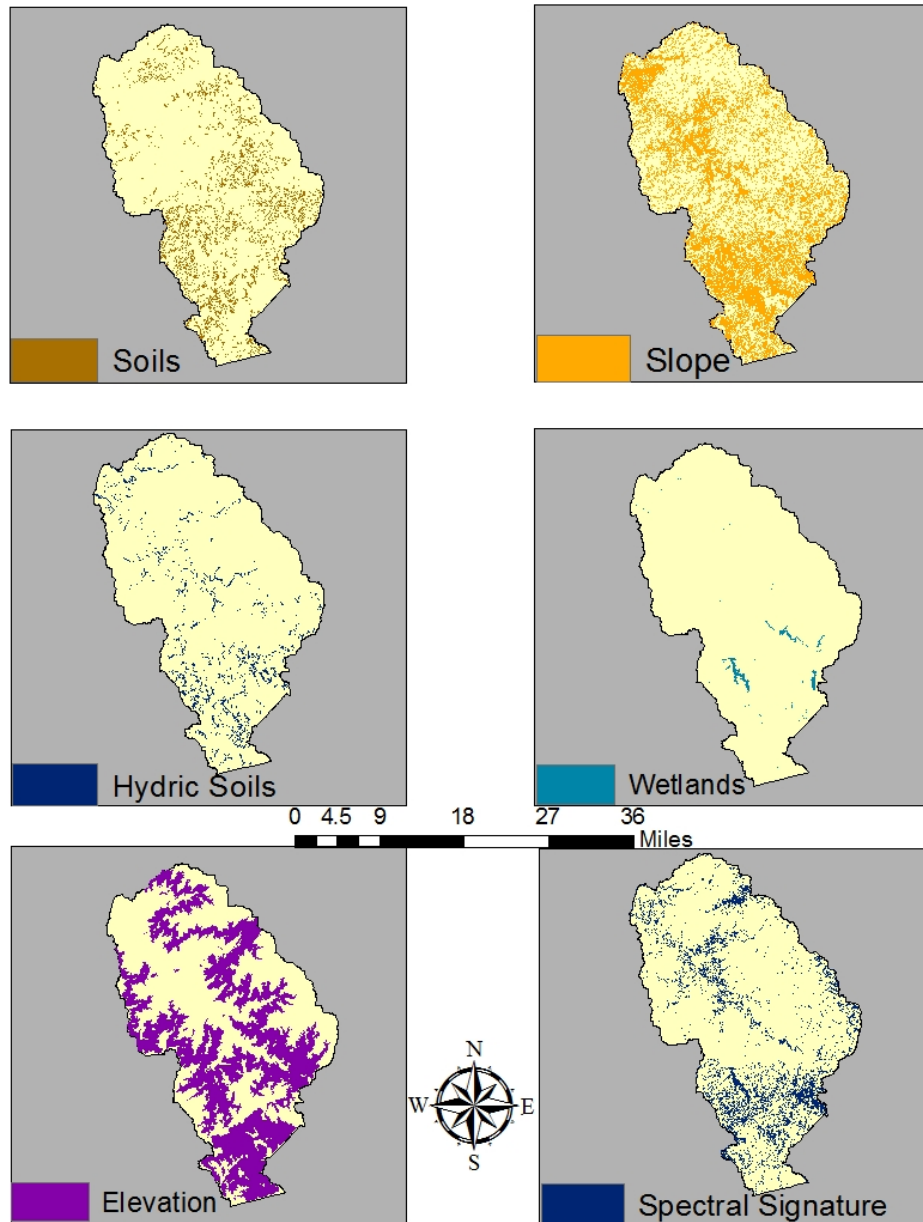 Soils
Slope
Hydric Soils
Wetlands
0 4.5 9 18 27 36
Miles
N
W E
S
Elevation
Spectral Signature